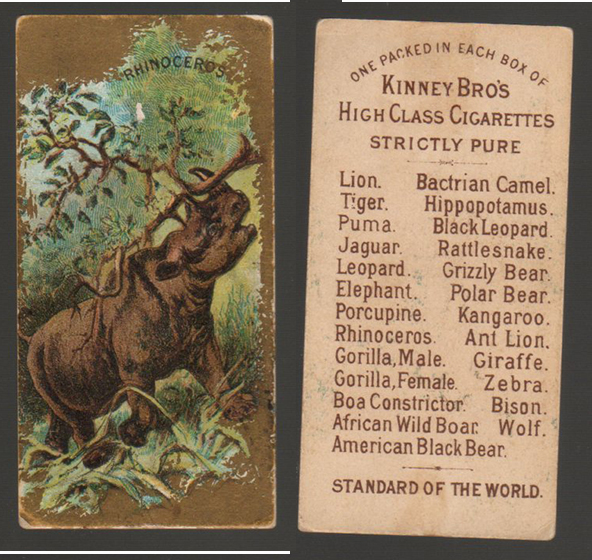 RHINOCEROS.
ONE PACKED IN EACH BOX OF
KINNEY BRO'S
HIGH CLASS CIGARETTES
STRICTLY PURE
Lion. Bactrian Camel.
Tiger. Hippopotamus.
Puma. Black Leopard.
Jaguar. Rattlesnake.
Leopard. Grizzly Bear.
Elephant. Polar Bear.
Porcupine. Kangaroo.
Rhinoceros. Ant Lion.
Gorilla, Male. Giraffe.
Gorilla, Female. Zebra.
Boa Constrictor. Bison.
African Wild Boar. Wolf.
American Black Bear.
STANDARD OF THE WORLD.